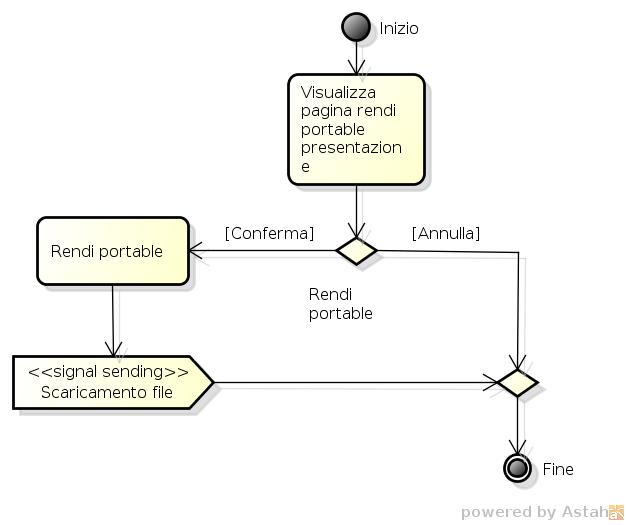 Inizio
Visualizza
pagina rendi
portable
presentazion
e
[Conferma]
[Annulla]
Rendi portable
Rendi
portable
<<signal sending>>
Scaricamento file
Fine
powered by Astah